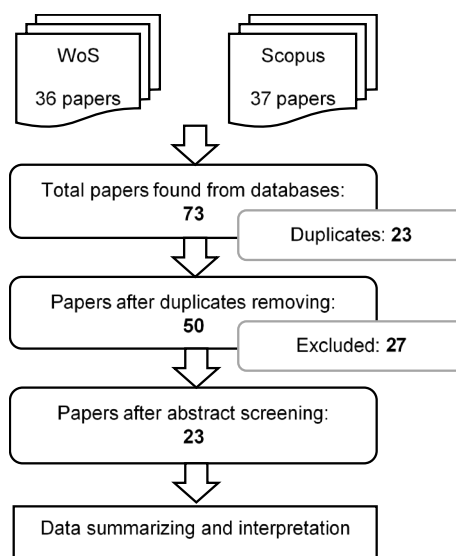 WoS
36 papers
Scopus
37 papers
Total papers found from databases:
73
Duplicates: 23
Papers after duplicates removing:
50
Excluded: 27
Papers after abstract screening:
23
Data summarizing and interpretation